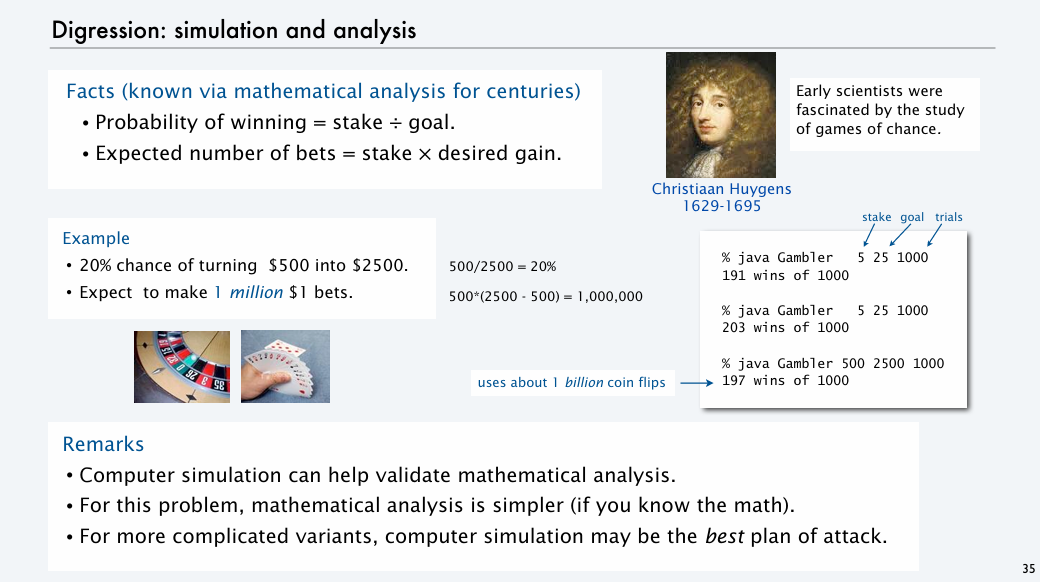 Digression: simulation and analysis
Facts (known via mathematical analysis for centuries)
• Probability of winning = stake ÷ goal.
• Expected number of bets = stake × desired gain.
Early scientists were
fascinated by the study
of games of chance.
Christiaan Huygens
1629-1695
Example
• 20% chance of turning $500 into $2500.
• Expect to make 1 million $1 bets.
500/2500 = 20%
500*(2500 - 500) = 1,000,000
stake goal trials
% java Gambler 5 25 1000
191 wins of 1000
% java Gambler 5 25 1000
203 wins of 1000
% java Gambler 500 2500 1000
197 wins of 1000
uses about 1 billion coin flips
Remarks
• Computer simulation can help validate mathematical analysis.
• For this problem, mathematical analysis is simpler (if you know the math).
• For more complicated variants, computer simulation may be the best plan of attack.
35